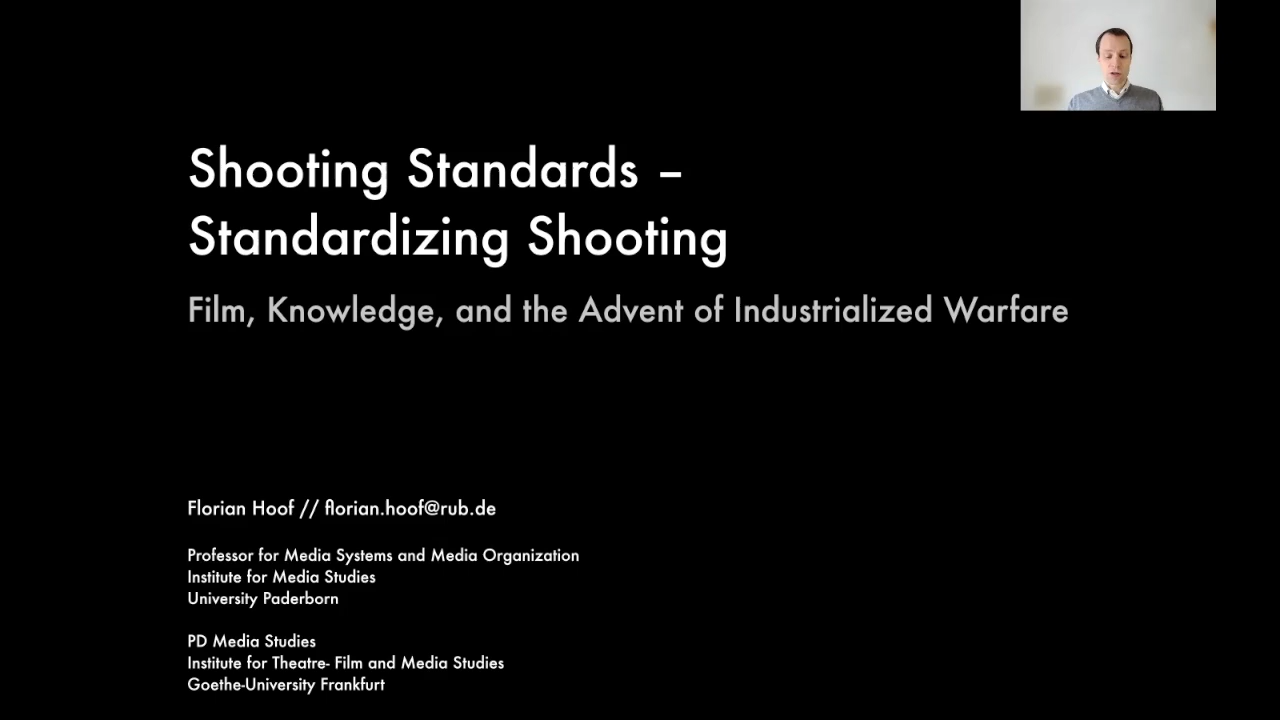 Shooting Standards –
Standardizing Shooting
Film, Knowledge, and the Advent of Industrialized Warfare
Florian Hoof // florian.hoof@rub.de
Professor for Media Systems and Media Organization
Institute for Media Studies
University Paderborn
PD Media Studies
Institute for Theatre- Film and Media Studies
Goethe-University Frankfurt